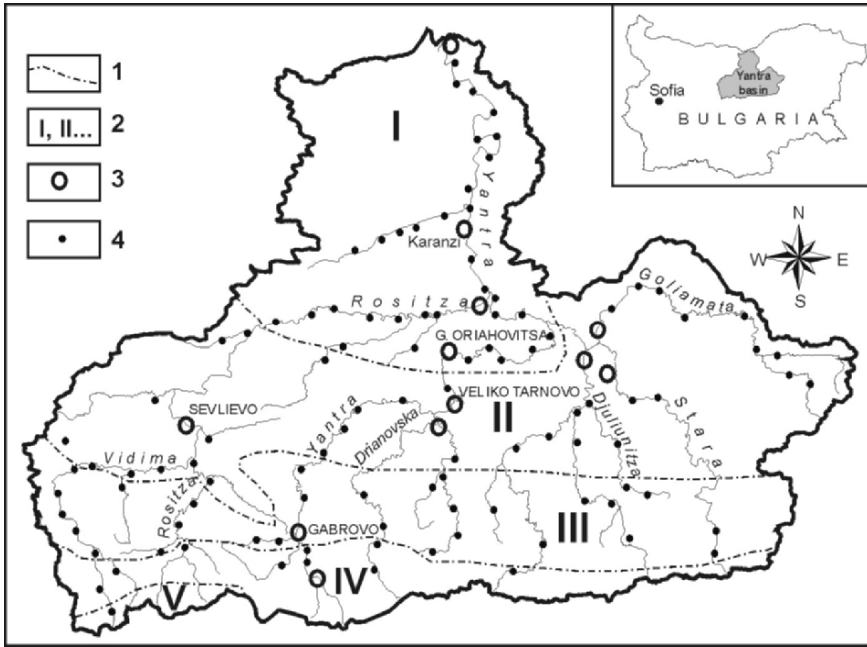 1
I, II... 2
3
4
I
Yantra
Karanzi
Yantra
basin
Sofia
BULGARIA
N
W E
S
Rositza
Goliamata
G. ORIAHOVITSA
SEVLIEVO
VELIKO TARNOVO
II
Yantra
Drianovska
Djuliunitza
Stara
Vidima
Rositza
GABROVO
III
IV
V